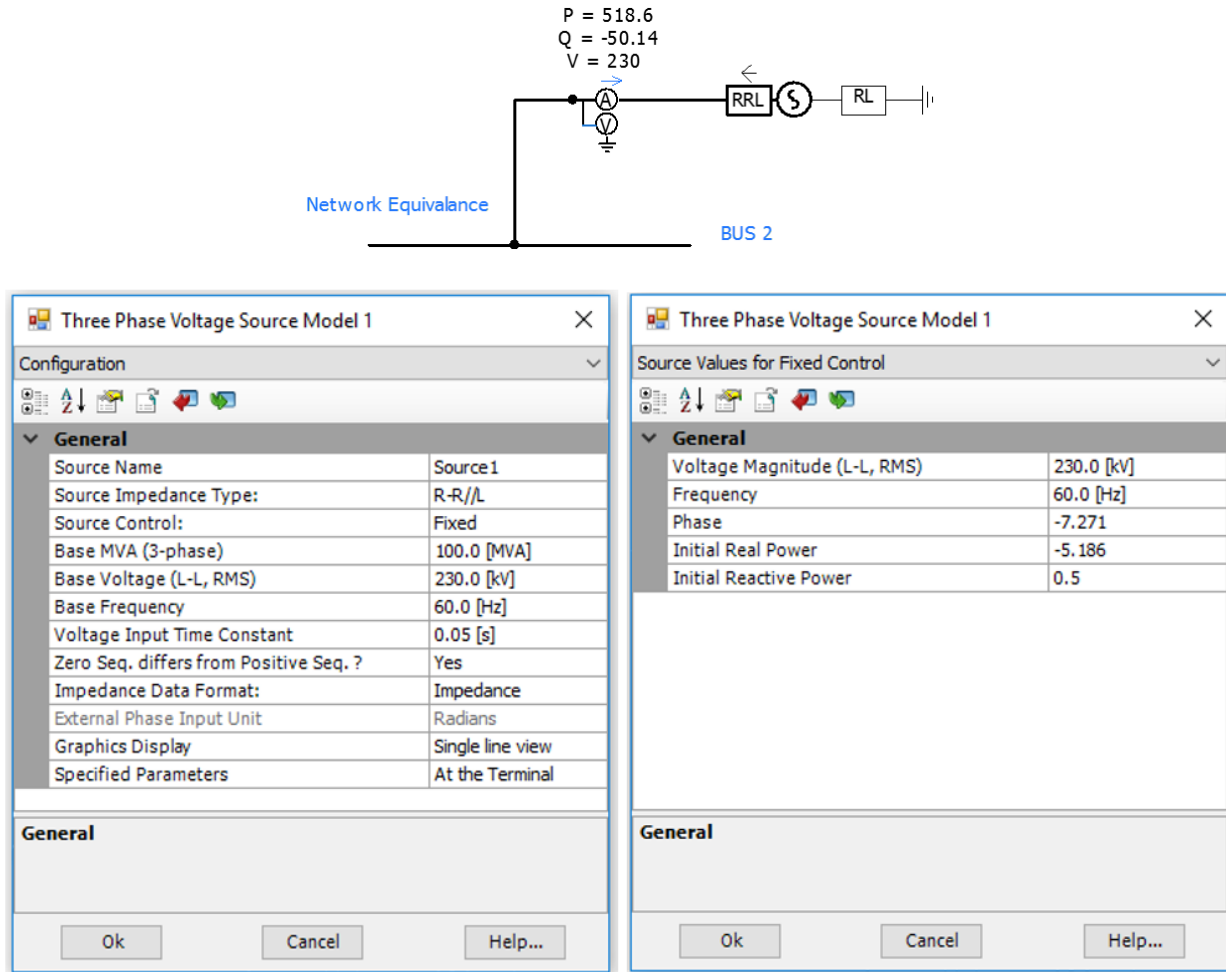 P = 518.6
Q = -50.14
V = 230
A
RRL
RL
V
Network Equivalance
BUS 2
Three Phase Voltage Source Model 1
Configuration
General
Source Name Source1
Source Impedance Type: R-R//L
Source Control: Fixed
Base MVA (3-phase) 100.0 [MVA]
Base Voltage (L-L, RMS) 230.0 [kV]
Base Frequency 60.0 [Hz]
Voltage Input Time Constant 0.05 [s]
Zero Seq. differs from Positive Seq. ? Yes
Impedance Data Format: Impedance
External Phase Input Unit Radians
Graphics Display Single line view
Specified Parameters At the Terminal
General
Ok Cancel Help...
Three Phase Voltage Source Model 1
Source Values for Fixed Control
General
Voltage Magnitude (L-L, RMS) 230.0 [kV]
Frequency 60.0 [Hz]
Phase -7.271
Initial Real Power -5.186
Initial Reactive Power 0.5
General
Ok Cancel Help...